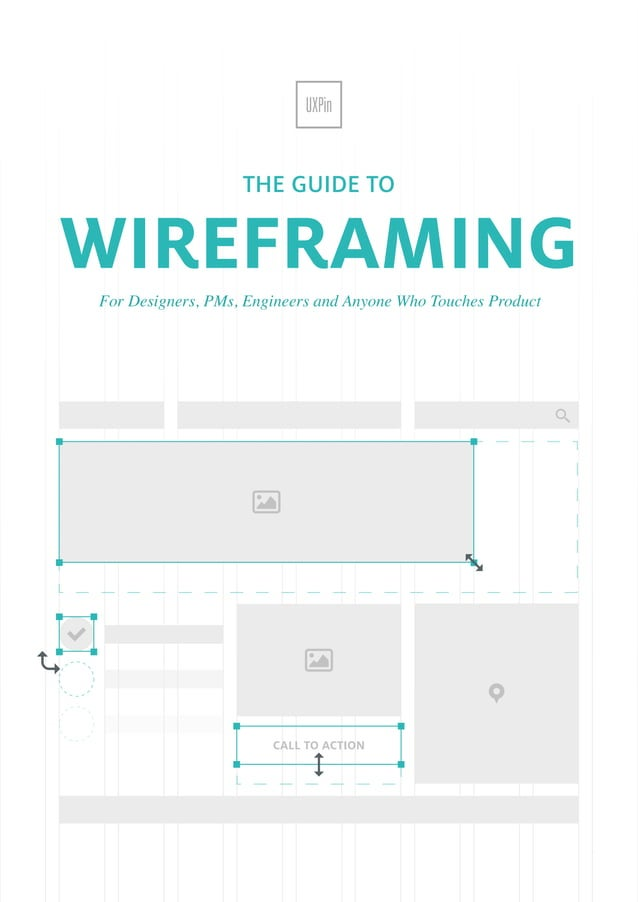 UXPin
THE GUIDE TO
WIREFRAMING
For Designers, PMs, Engineers and Anyone Who Touches Product
CALL TO ACTION